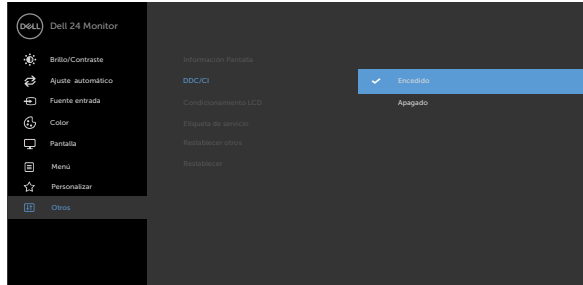 DELL Dell 24 Monitor
Brillo/Contraste
Ajuste automático
Fuente entrada
Color
Pantalla
Menú
Personalizar
Otros
Información Pantalla
DDC/CI
Condicionamiento LCD
Etiqueta de servicio
Restablecer otros
Restablecer
Encedido
Apagado